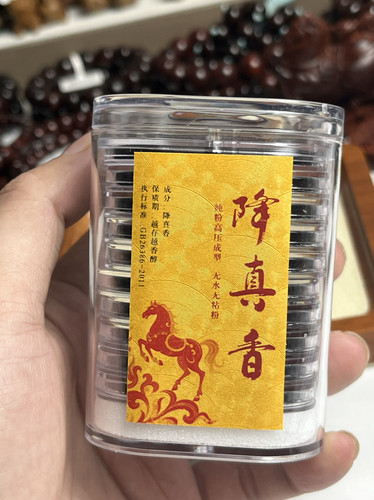 降真香
纯粉高压成型 无水无粘粉
成分：降真香
保质期：越存越香醇
执行标准：GB26386-2011